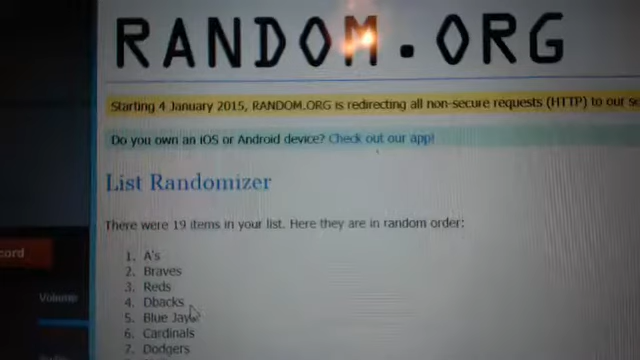 RANDOM.ORG
Starting 4 January 2015, RANDOM.ORG is redirecting all non-secure requests (HTTP) to our
Do you own an iOS or Android device? Check out our app!
List Randomizer
There were 19 items in your list. Here they are in random order:
1. A's
2. Braves
3. Reds
4. Dbacks
5. Blue Jays
6. Cardinals
7. Dodgers
cord
Volume